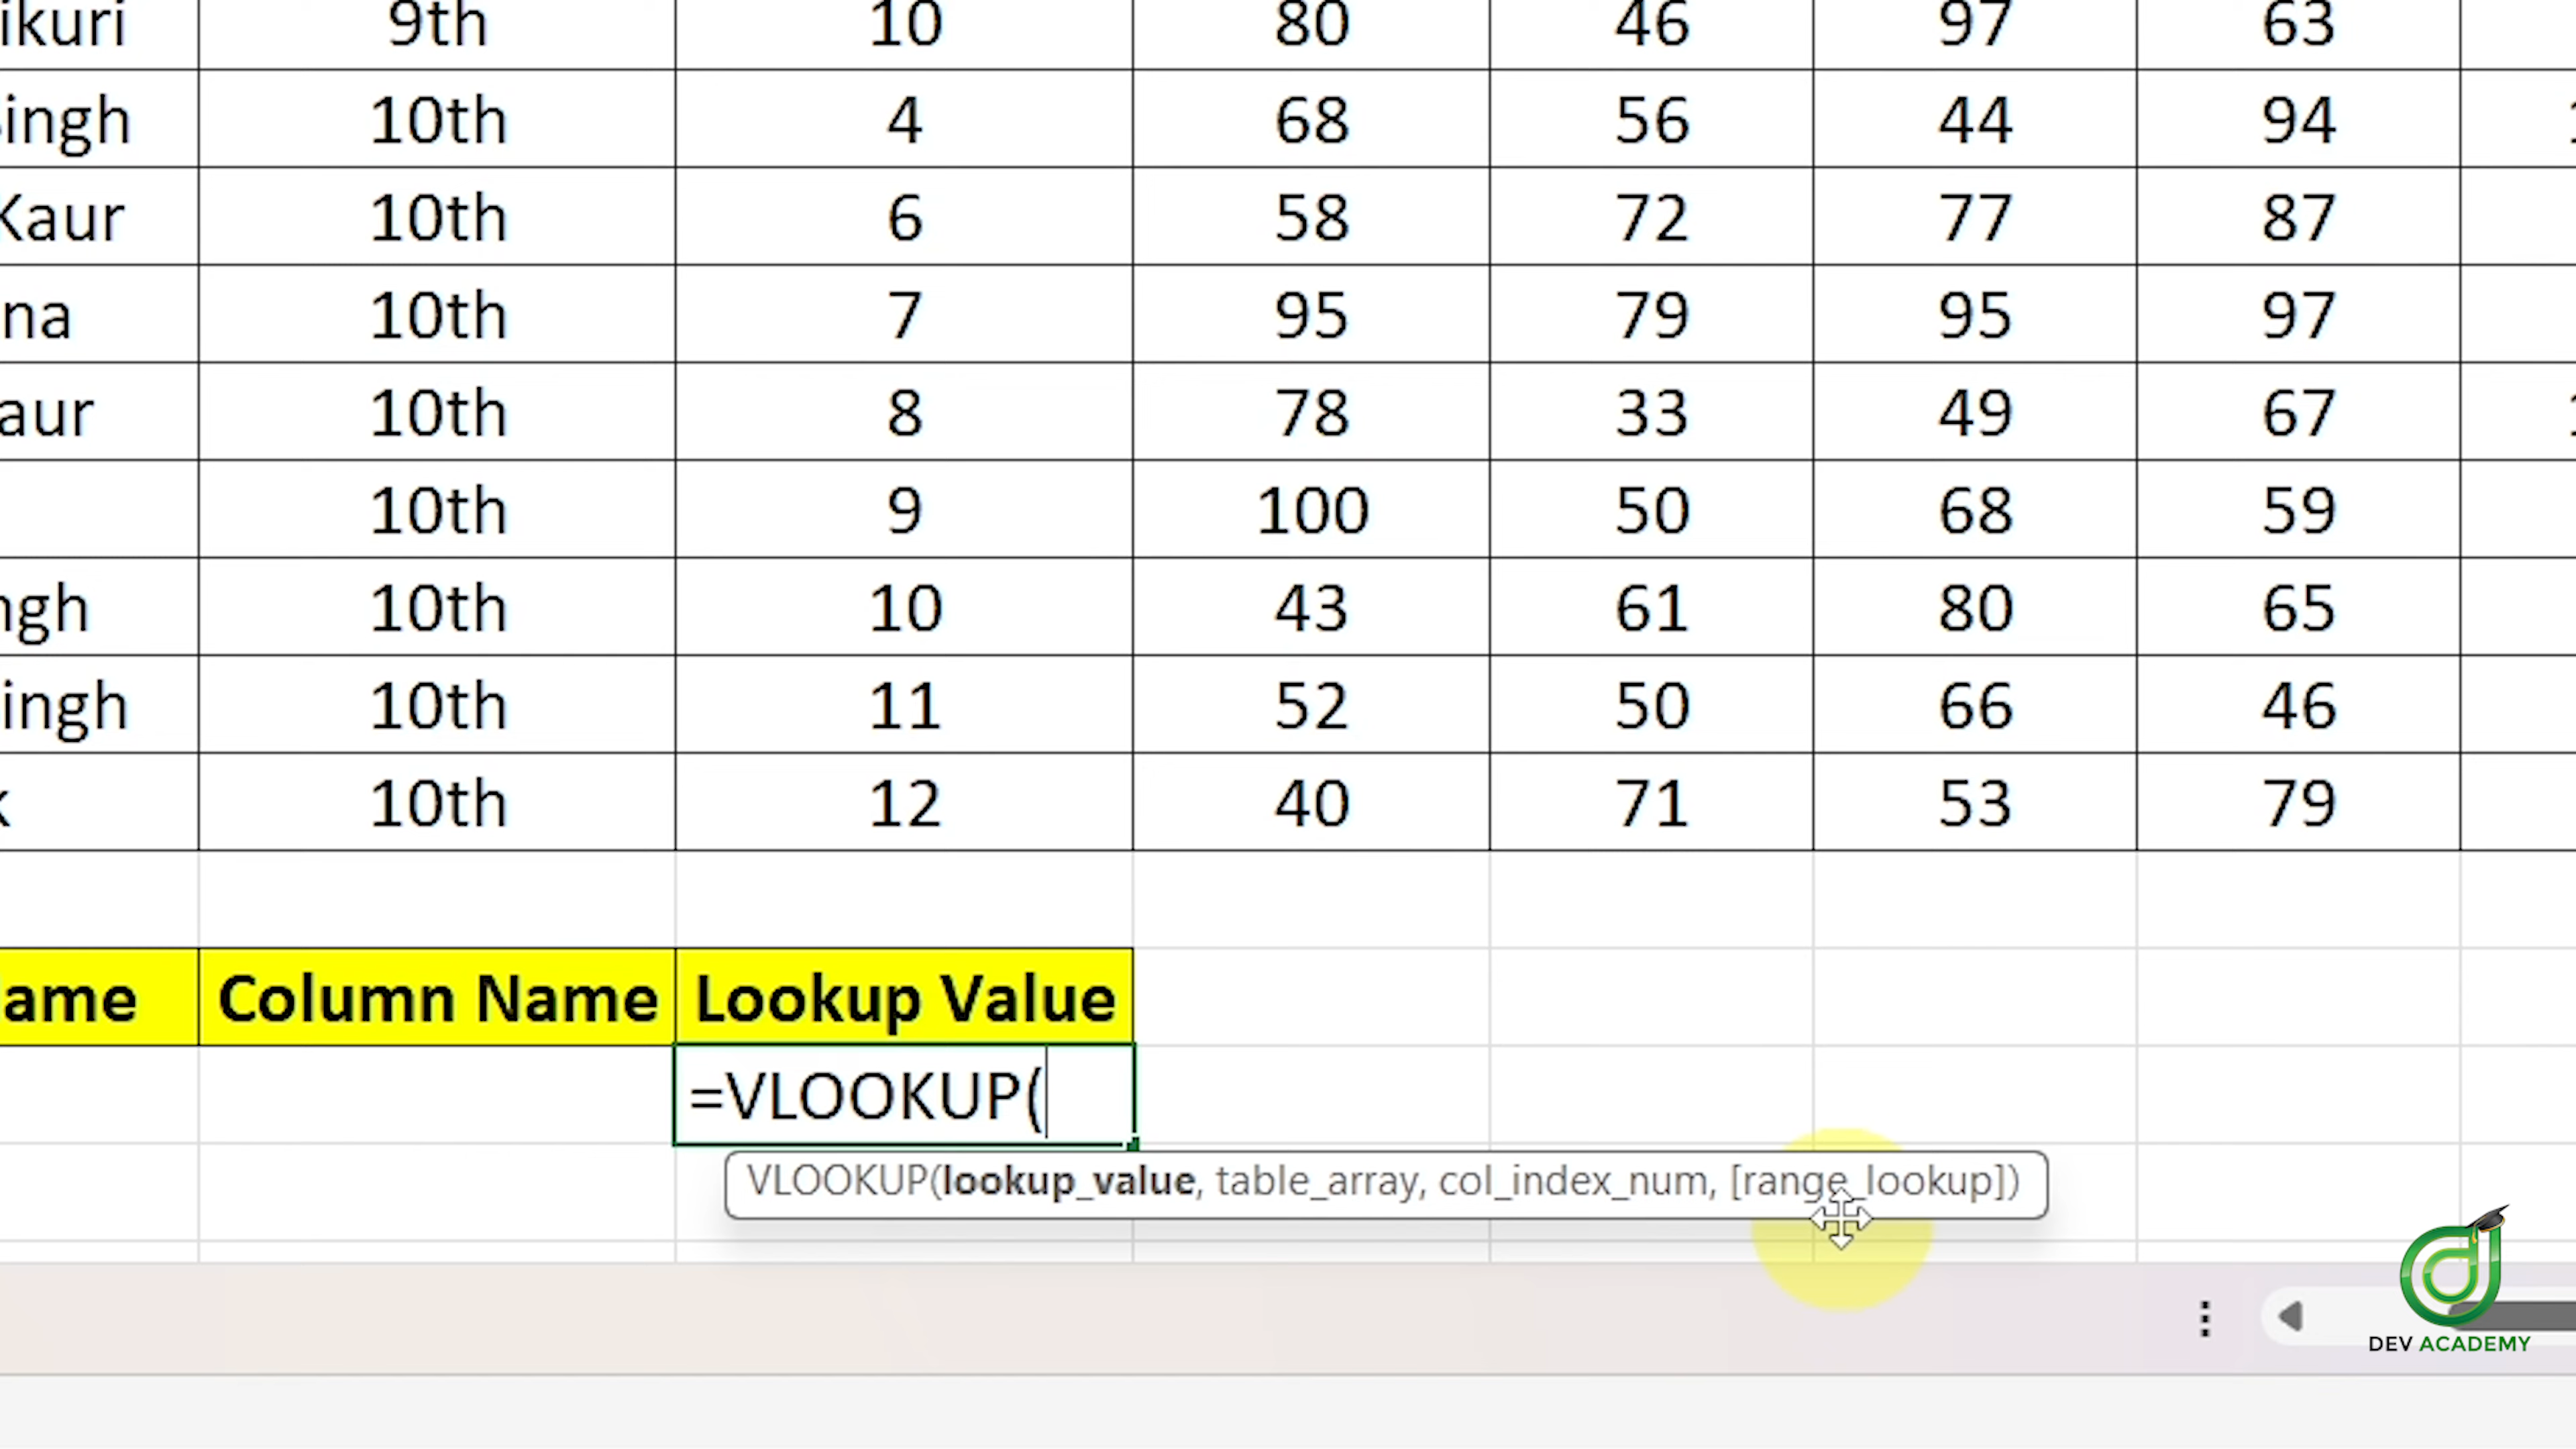 ikuri 9th 10 80 46 97 63
ingh 10th 4 68 56 44 94
Kaur 10th 6 58 72 77 87
na 10th 7 95 79 95 97
aur 10th 8 78 33 49 67
10th 9 100 50 68 59
ngh 10th 10 43 61 80 65
ingh 10th 11 52 50 66 46
k 10th 12 40 71 53 79
ame Column Name Lookup Value
=VLOOKUP(
VLOOKUP(lookup_value, table_array, col_index_num, [range_lookup])
DEV ACADEMY